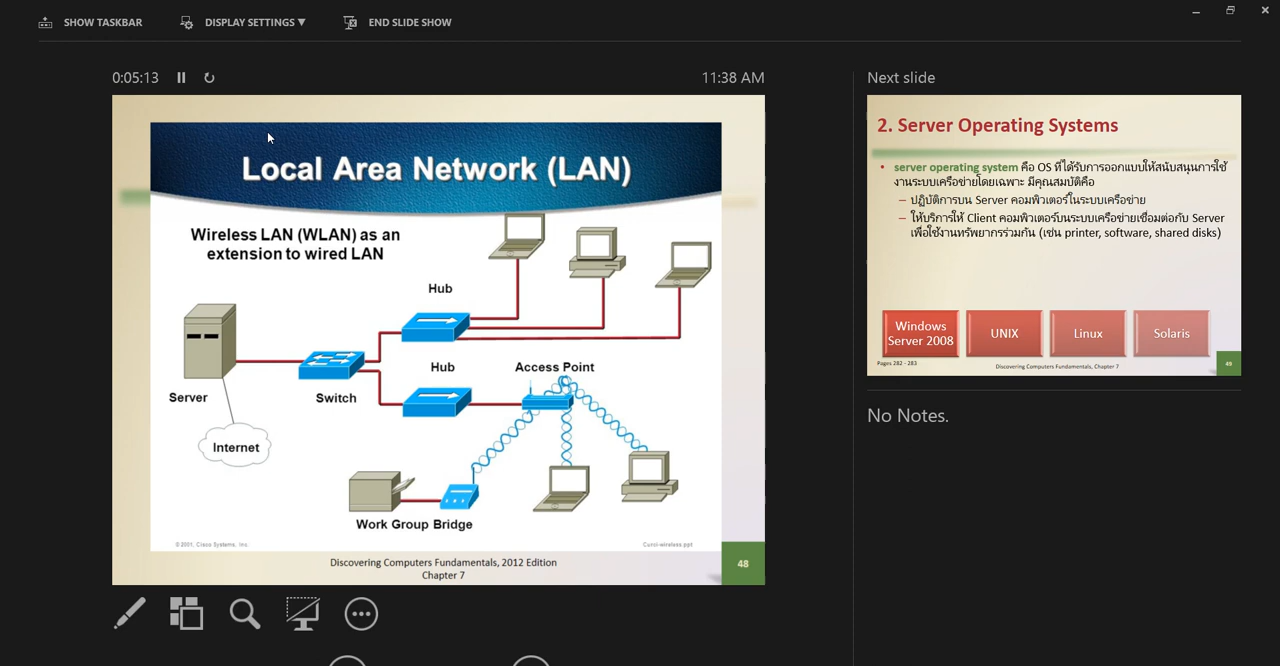 SHOW TASKBAR
DISPLAY SETTINGS ▼
END SLIDE SHOW
0:05:13
11:38 AM
Local Area Network (LAN)
Wireless LAN (WLAN) as an
extension to wired LAN
Hub
Hub
Access Point
Server
Switch
Internet
Work Group Bridge
© 2001, Cisco Systems, Inc.
Curci-wireless.ppt
Discovering Computers Fundamentals, 2012 Edition
Chapter 7
48
Next slide
2. Server Operating Systems
• server operating system คือ OS ที่ได้รับการออกแบบให้สนับสนุนการใช้
งานระบบเครือข่ายโดยเฉพาะ มีคุณสมบัติคือ
– ปฏิบัติการบน Server คอมพิวเตอร์ในระบบเครือข่าย
– ให้บริการให้ Client คอมพิวเตอร์บนระบบเครือข่ายเชื่อมต่อกับ Server
เพื่อใช้งานทรัพยากรร่วมกัน (เช่น printer, software, shared disks)
Windows
Server 2008
UNIX
Linux
Solaris
Pages 282 - 283
Discovering Computers Fundamentals, Chapter 7
49
No Notes.